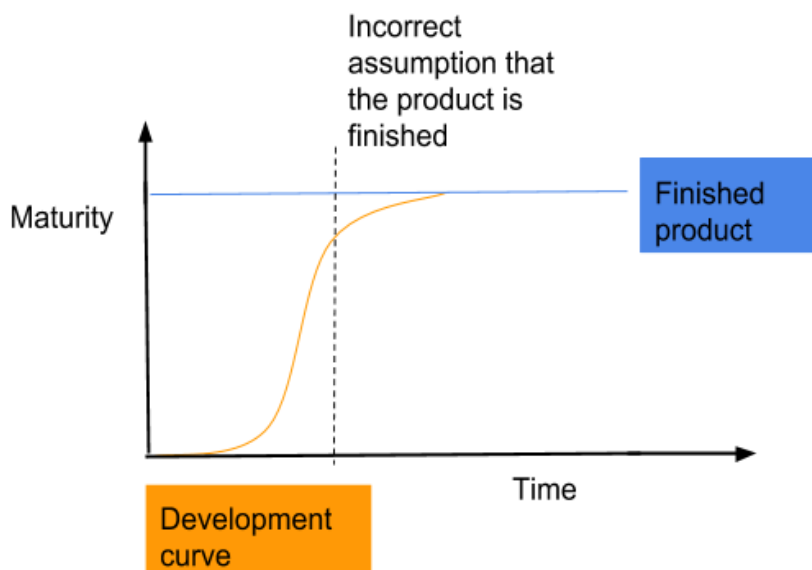 Incorrect
assumption that
the product is
finished
Maturity
Finished
product
Time
Development
curve